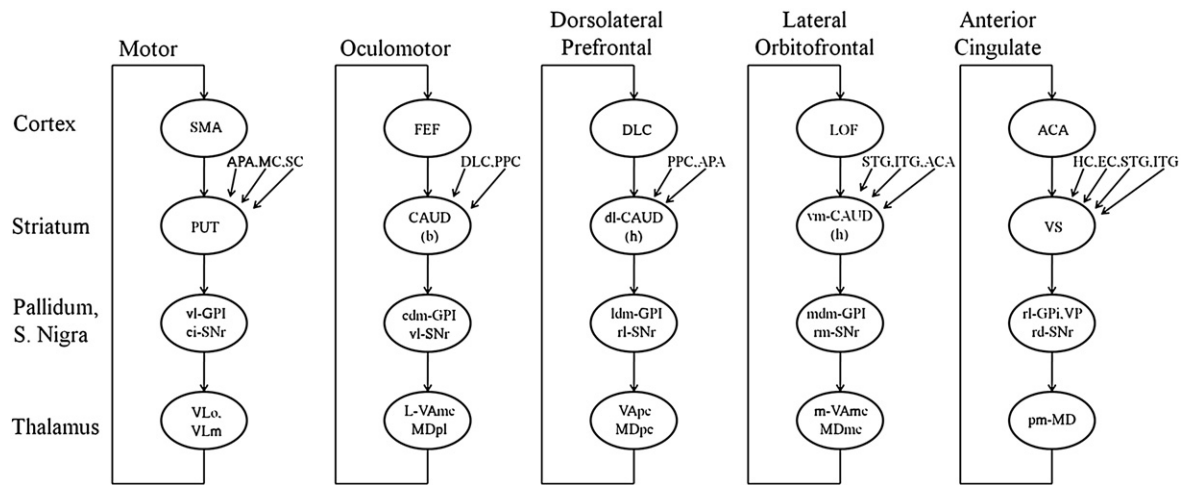 Motor
Oculomotor
Dorsolateral
Prefrontal
Lateral
Orbitofrontal
Anterior
Cingulate
Cortex
SMA
FEF
DLC
LOF
ACA
APA,MC,SC
DLC,PPC
PPC,APA
STG,ITG,ACA
HC,EC,STG,ITG
Striatum
PUT
CAUD
(b)
dl-CAUD
(h)
vm-CAUD
(h)
VS
Pallidum,
S. Nigra
vl-GPI
ci-SNr
cdm-GPI
vl-SNr
ldm-GPI
rl-SNr
mdm-GPI
rm-SNr
rl-GPi,VP
rd-SNr
Thalamus
VLo,
VLm
L-VAmc
MDpl
VApc
MDpc
m-VAmc
MDmc
pm-MD